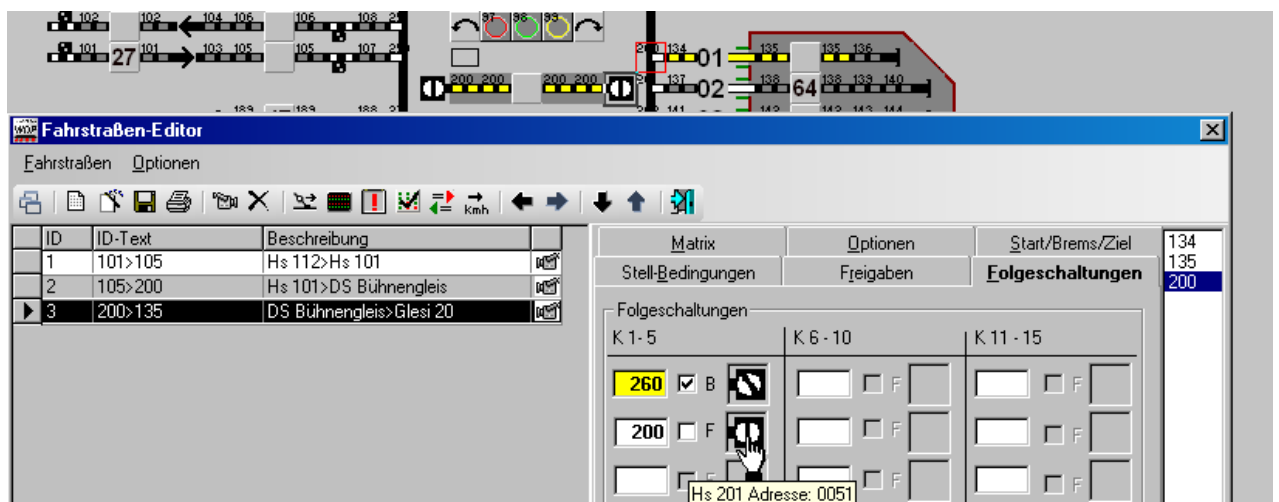 102 102 104 106 106 108
101 27 101 103 105 105 107
97 98 99
134 01 135 135 136
200 200 200 200 137 02 138 64 138 139 140
189 189 188
Fahrstraßen-Editor
Fahrstraßen Optionen
Kmh
ID ID-Text Beschreibung
1 101>105 Hs 112>Hs 101
2 105>200 Hs 101>DS Bühnengleis
3 200>135 DS Bühnengleis>Glesi 20
Matrix Optionen Start/Brems/Ziel
Stell-Bedingungen Freigaben Folgeschaltungen
134
135
200
Folgeschaltungen
K 1- 5 K 6 - 10 K 11 - 15
260 B F F
200 F F F
F F F
Hs 201 Adresse: 0051